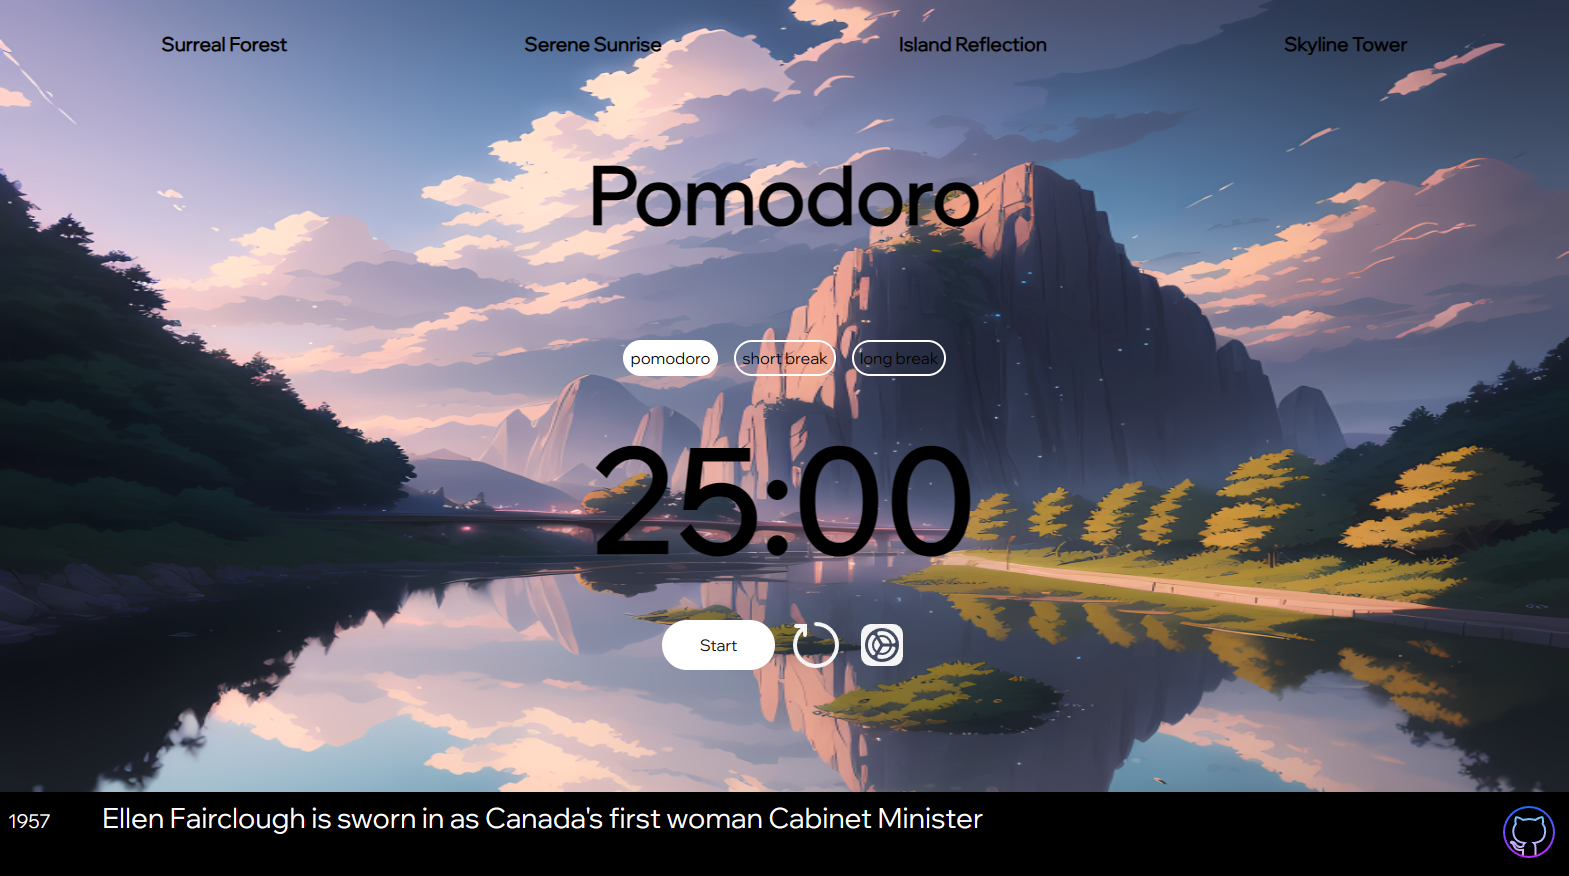 Surreal Forest
Serene Sunrise
Island Reflection
Skyline Tower
Pomodoro
pomodoro
short break
long break
25:00
Start
1957
Ellen Fairclough is sworn in as Canada's first woman Cabinet Minister